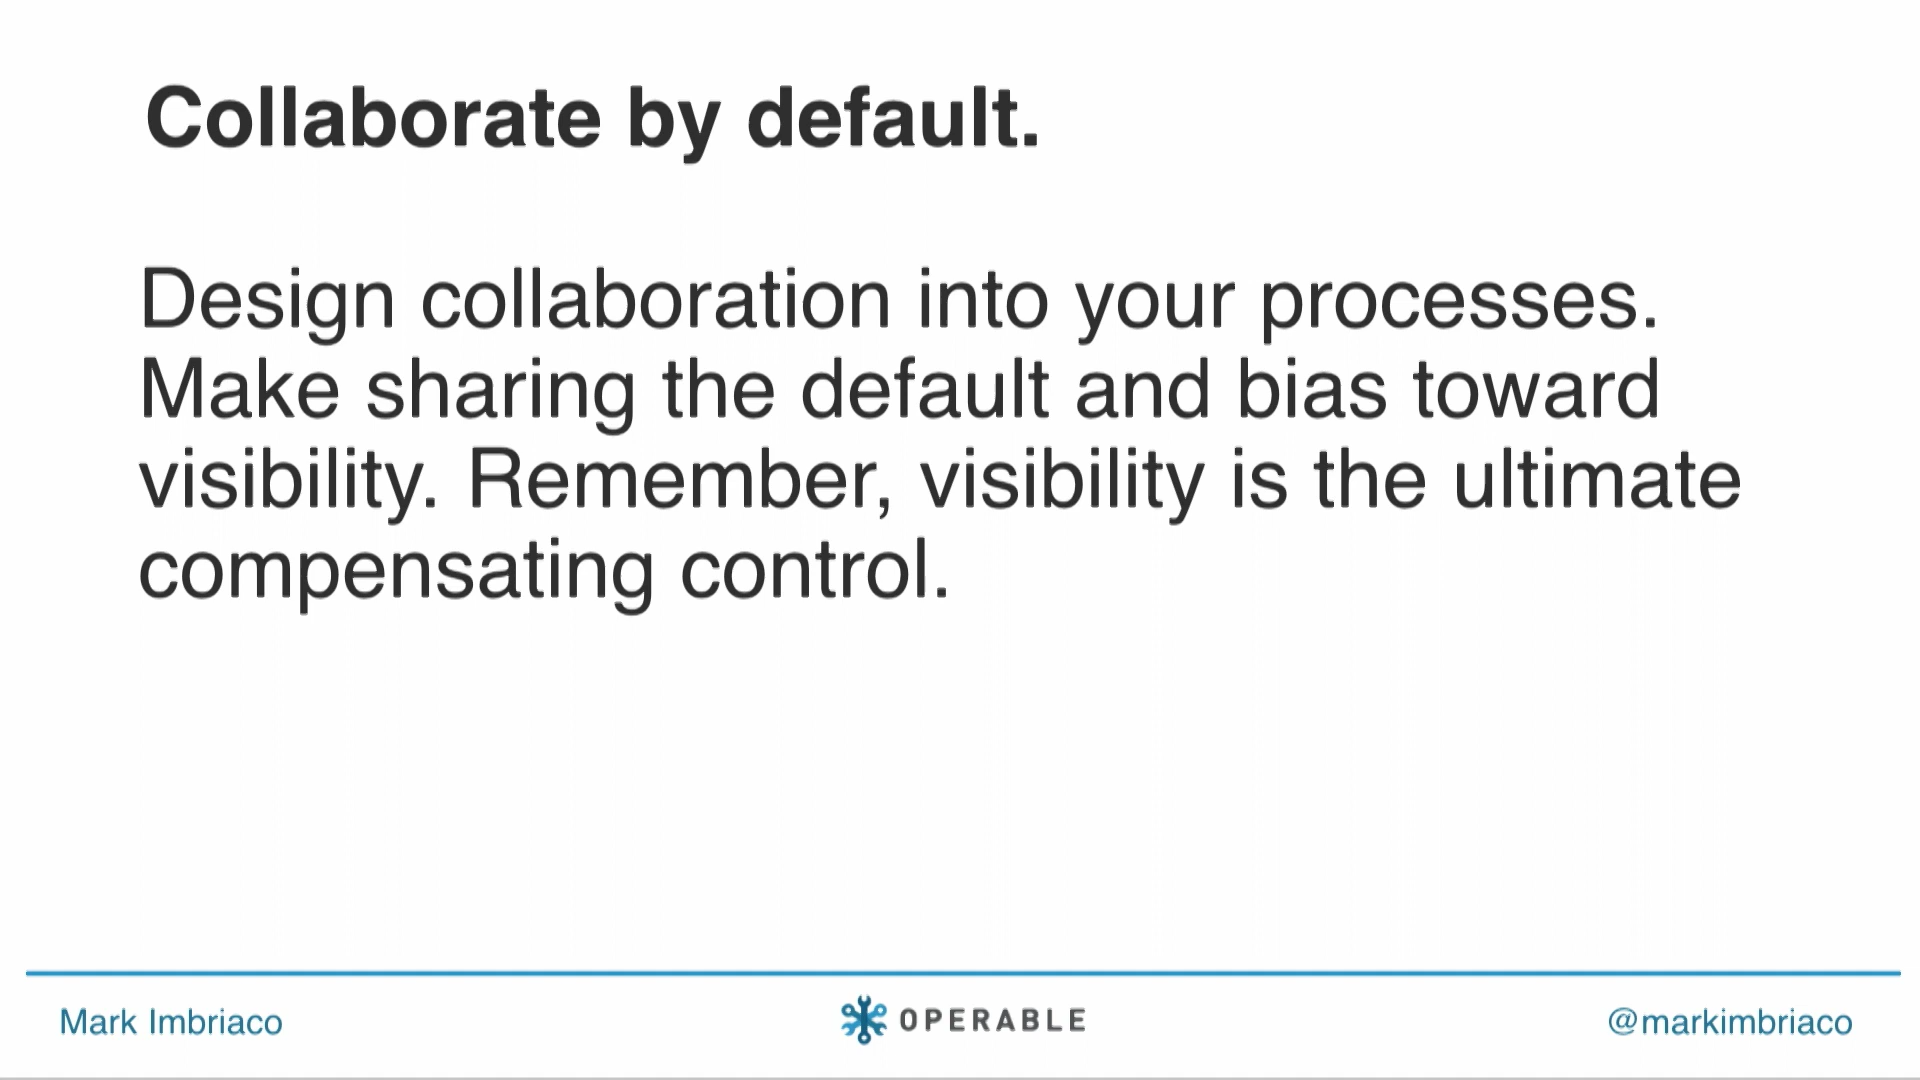 Collaborate by default.
Design collaboration into your processes.
Make sharing the default and bias toward
visibility. Remember, visibility is the ultimate
compensating control.
Mark Imbriaco
OPERABLE
@markimbriaco